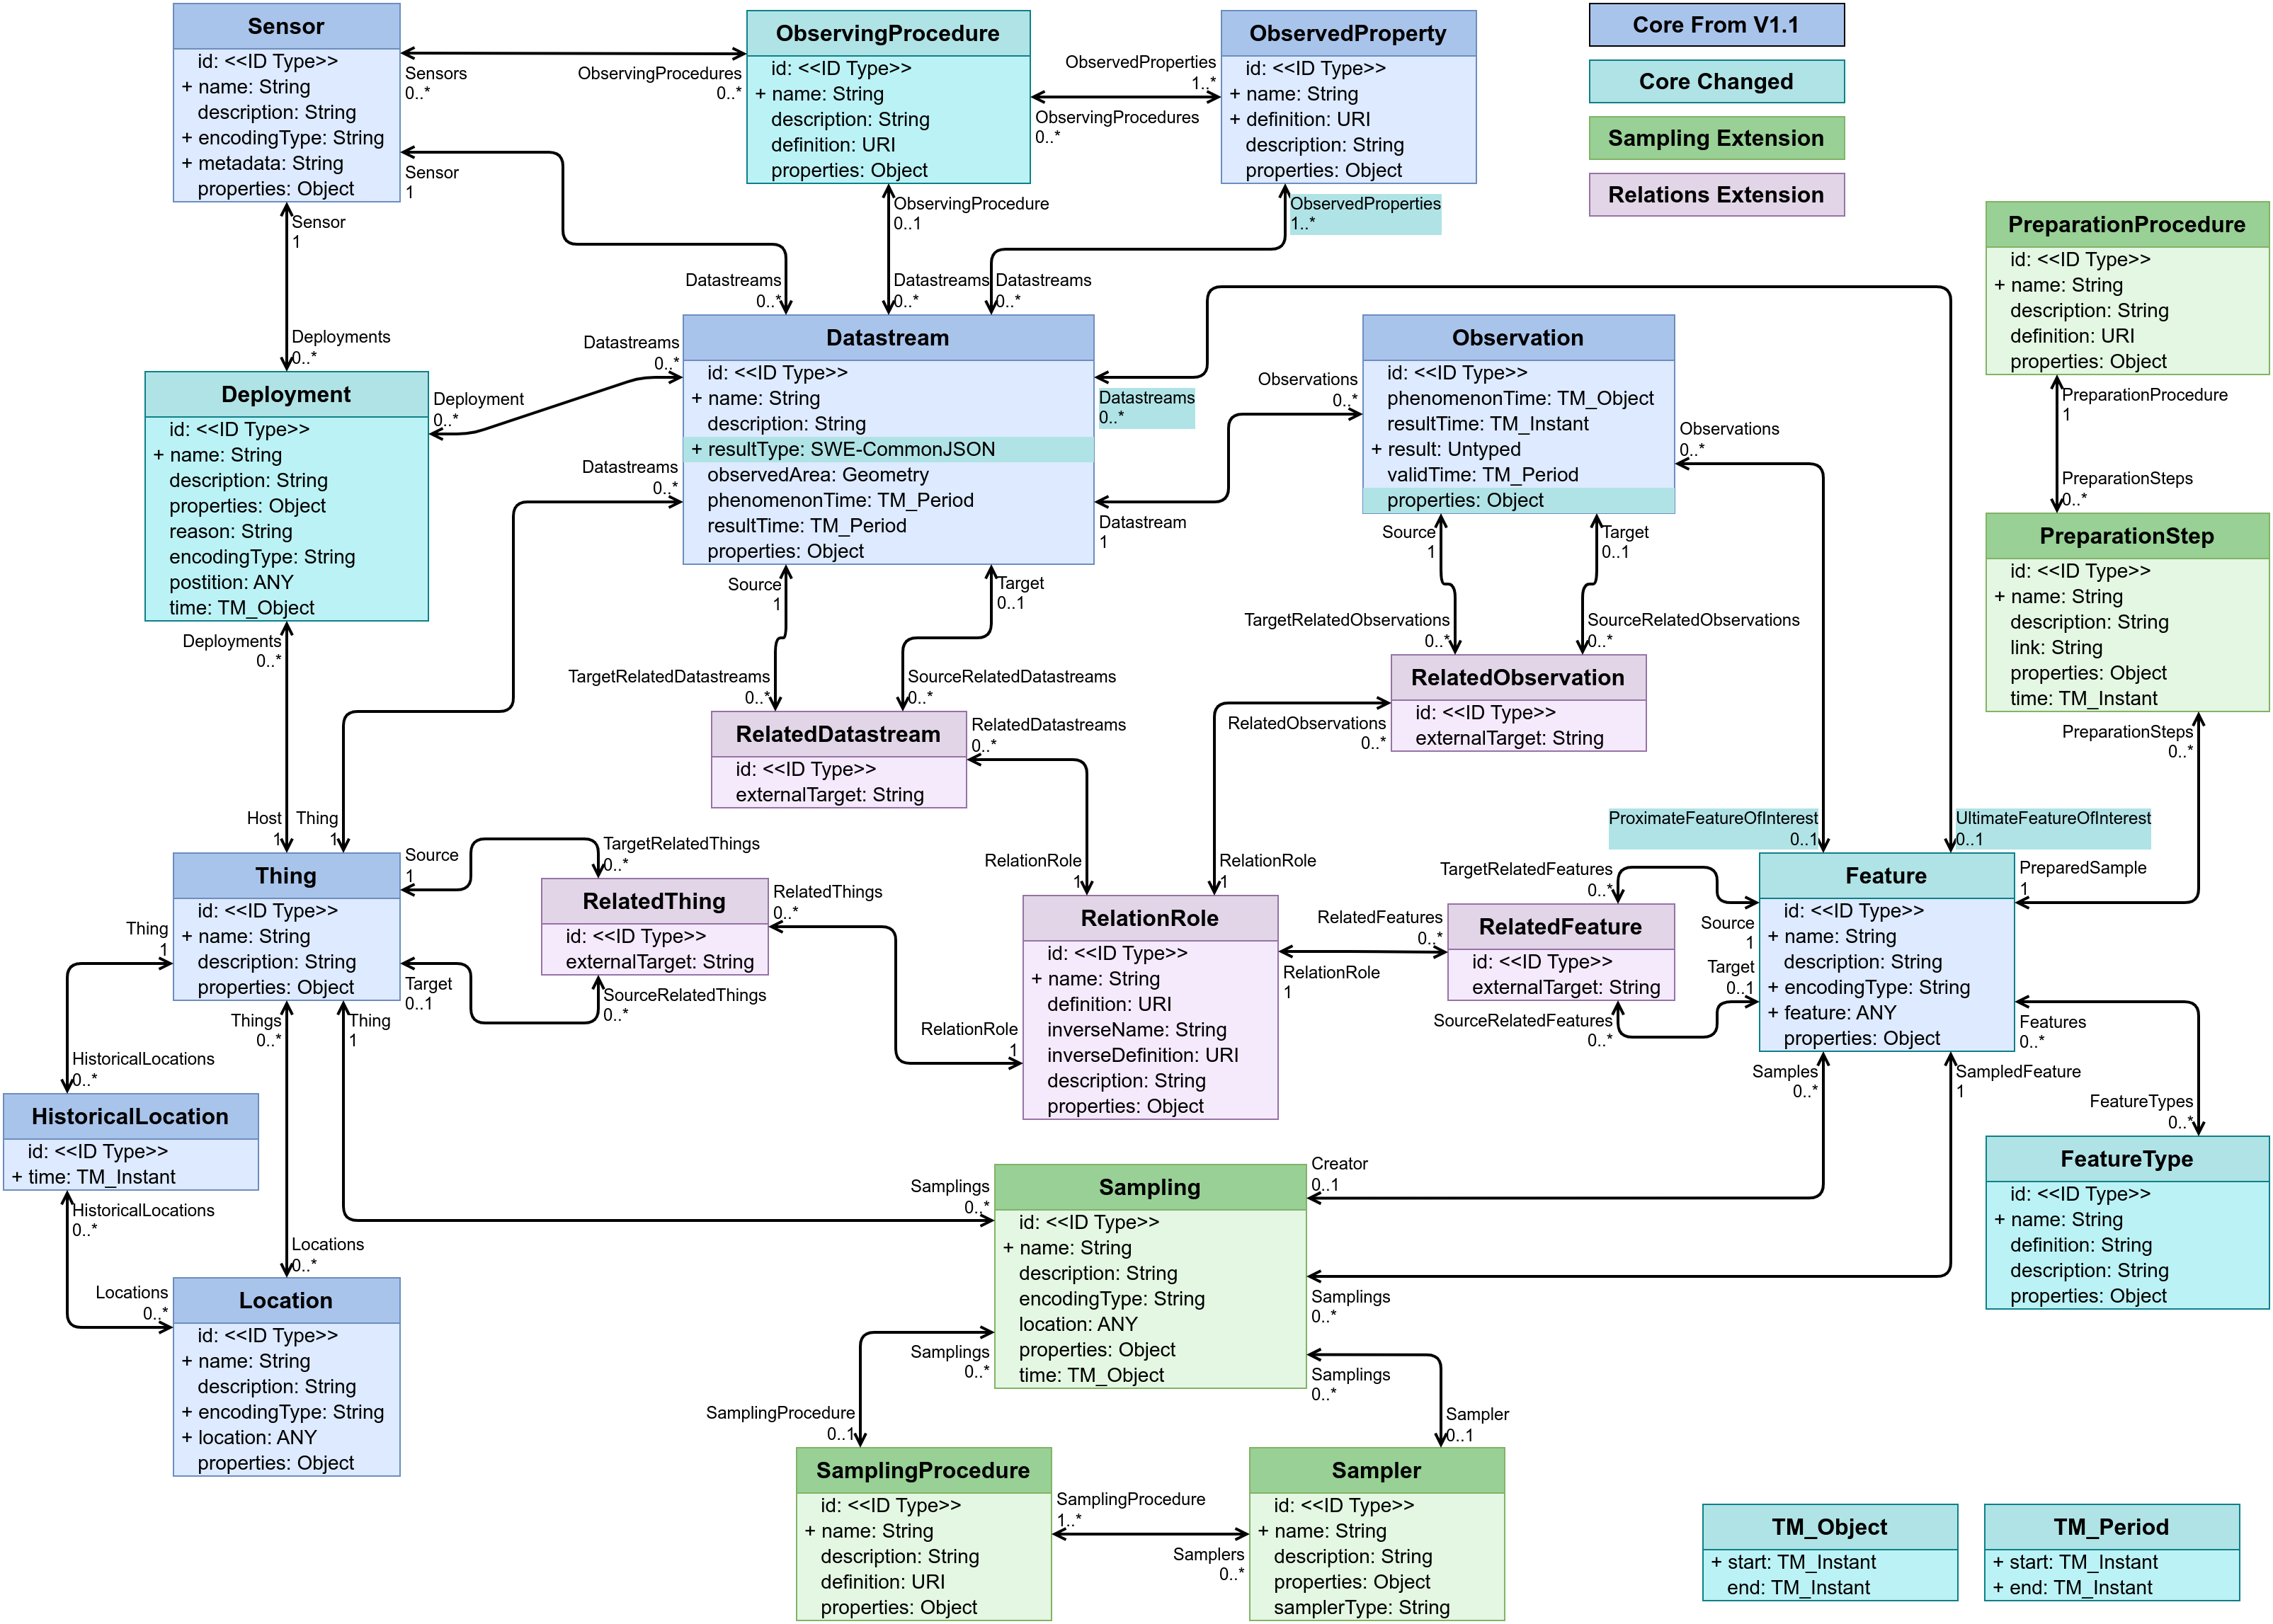 Sensor
id: <<ID Type>>
+ name: String
description: String
+ encodingType: String
+ metadata: String
properties: Object
Sensors
0..*
ObservingProcedures
0..*
ObservingProcedure
id: <<ID Type>>
+ name: String
description: String
definition: URI
properties: Object
ObservedProperties
1..*
ObservingProcedures
0..*
ObservedProperty
id: <<ID Type>>
+ name: String
+ definition: URI
description: String
properties: Object
Core From V1.1
Core Changed
Sampling Extension
Relations Extension
Sensor
1
Sensor
1
ObservingProcedure
0..1
ObservedProperties
1..*
Deployments
0..*
Datastreams
0..*
Datastreams
0..*
Datastreams
0..*
PreparationProcedure
id: <<ID Type>>
+ name: String
description: String
definition: URI
properties: Object
PreparationProcedure
1
PreparationSteps
0..*
PreparationStep
id: <<ID Type>>
+ name: String
description: String
link: String
properties: Object
time: TM_Instant
PreparationSteps
0..*
Deployment
id: <<ID Type>>
+ name: String
description: String
properties: Object
reason: String
encodingType: String
postition: ANY
time: TM_Object
Deployment
0..*
Datastreams
0..*
Datastreams
0..*
Datastream
id: <<ID Type>>
+ name: String
description: String
+ resultType: SWE-CommonJSON
observedArea: Geometry
phenomenonTime: TM_Period
resultTime: TM_Period
properties: Object
Datastreams
0..*
Observations
0..*
Datastream
1
Observation
id: <<ID Type>>
phenomenonTime: TM_Object
resultTime: TM_Instant
+ result: Untyped
validTime: TM_Period
properties: Object
Observations
0..*
Source
1
Target
0..1
Source
1
Target
0..1
TargetRelatedObservations
0..*
SourceRelatedObservations
0..*
TargetRelatedDatastreams
0..*
SourceRelatedDatastreams
0..*
RelatedObservation
id: <<ID Type>>
externalTarget: String
RelatedObservations
0..*
RelatedDatastream
id: <<ID Type>>
externalTarget: String
RelatedDatastreams
0..*
Deployments
0..*
Host
1
Thing
1
ProximateFeatureOfInterest
0..1
UltimateFeatureOfInterest
0..1
Thing
id: <<ID Type>>
+ name: String
description: String
properties: Object
Source
1
TargetRelatedThings
0..*
RelatedThing
id: <<ID Type>>
externalTarget: String
RelatedThings
0..*
Target
0..1
SourceRelatedThings
0..*
RelationRole
1
RelationRole
1
RelationRole
1
RelationRole
1
RelationRole
id: <<ID Type>>
+ name: String
definition: URI
inverseName: String
inverseDefinition: URI
description: String
properties: Object
RelatedFeatures
0..*
TargetRelatedFeatures
0..*
RelatedFeature
id: <<ID Type>>
externalTarget: String
SourceRelatedFeatures
0..*
Source
1
Target
0..1
Feature
id: <<ID Type>>
+ name: String
description: String
+ encodingType: String
+ feature: ANY
properties: Object
PreparedSample
1
Features
0..*
FeatureTypes
0..*
FeatureType
id: <<ID Type>>
+ name: String
definition: String
description: String
properties: Object
Thing
1
HistoricalLocations
0..*
Things
0..*
Thing
1
HistoricalLocation
id: <<ID Type>>
+ time: TM_Instant
HistoricalLocations
0..*
Locations
0..*
Locations
0..*
Location
id: <<ID Type>>
+ name: String
description: String
+ encodingType: String
+ location: ANY
properties: Object
Samples
0..*
SampledFeature
1
Samplings
0..*
Sampling
id: <<ID Type>>
+ name: String
description: String
encodingType: String
location: ANY
properties: Object
time: TM_Object
Creator
0..1
Samplings
0..*
Samplings
0..*
Samplings
0..*
SamplingProcedure
0..1
Sampler
0..1
SamplingProcedure
id: <<ID Type>>
+ name: String
description: String
definition: URI
properties: Object
SamplingProcedure
1..*
Samplers
0..*
Sampler
id: <<ID Type>>
+ name: String
description: String
properties: Object
samplerType: String
TM_Object
+ start: TM_Instant
end: TM_Instant
TM_Period
+ start: TM_Instant
+ end: TM_Instant